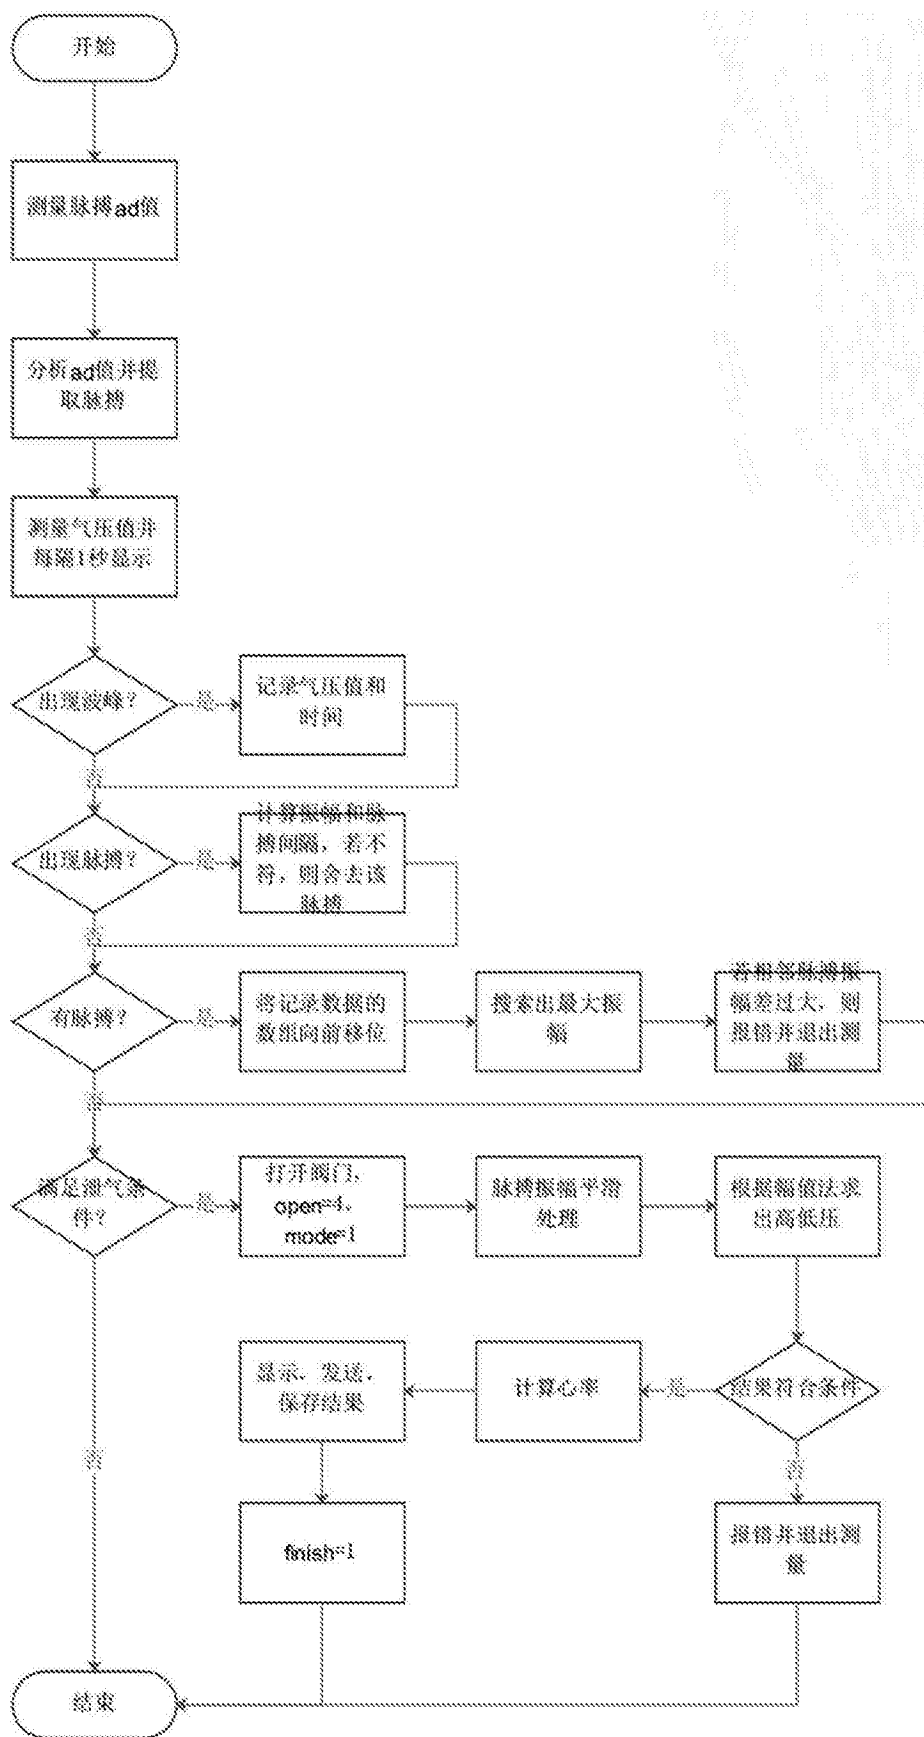 开始
测量脉搏ad值
分析ad值并提
取脉搏
测量气压值并
每隔1秒显示
出现波峰?
是
记录气压值和
时间
否
出现脉搏?
是
计算振幅和脉
搏间隔，若不
符，则舍去该
脉搏
否
有脉搏?
是
将记录数据的
数组向前移位
搜索出最大振
幅
若相邻脉搏振
幅差过大，则
报错并退出测
量
否
满足泄气条
件?
是
打开阀门，
open=1，
mode=1
脉搏振幅平滑
处理
根据幅值法求
出高低压
显示、发送、
保存结果
计算心率
是
结果符合条件
否
否
finish=1
报错并退出测
量
结束